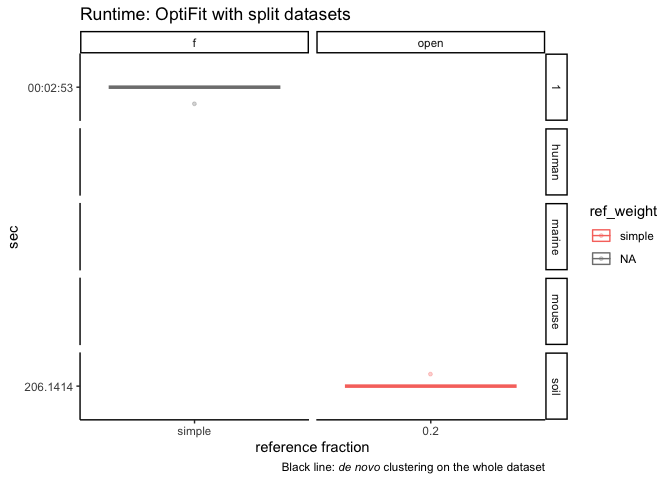 Runtime: OptiFit with split datasets
f
open
00:02:53
1
human
marine
mouse
206.1414
soil
sec
simple
0.2
reference fraction
Black line: de novo clustering on the whole dataset
ref_weight
simple
NA